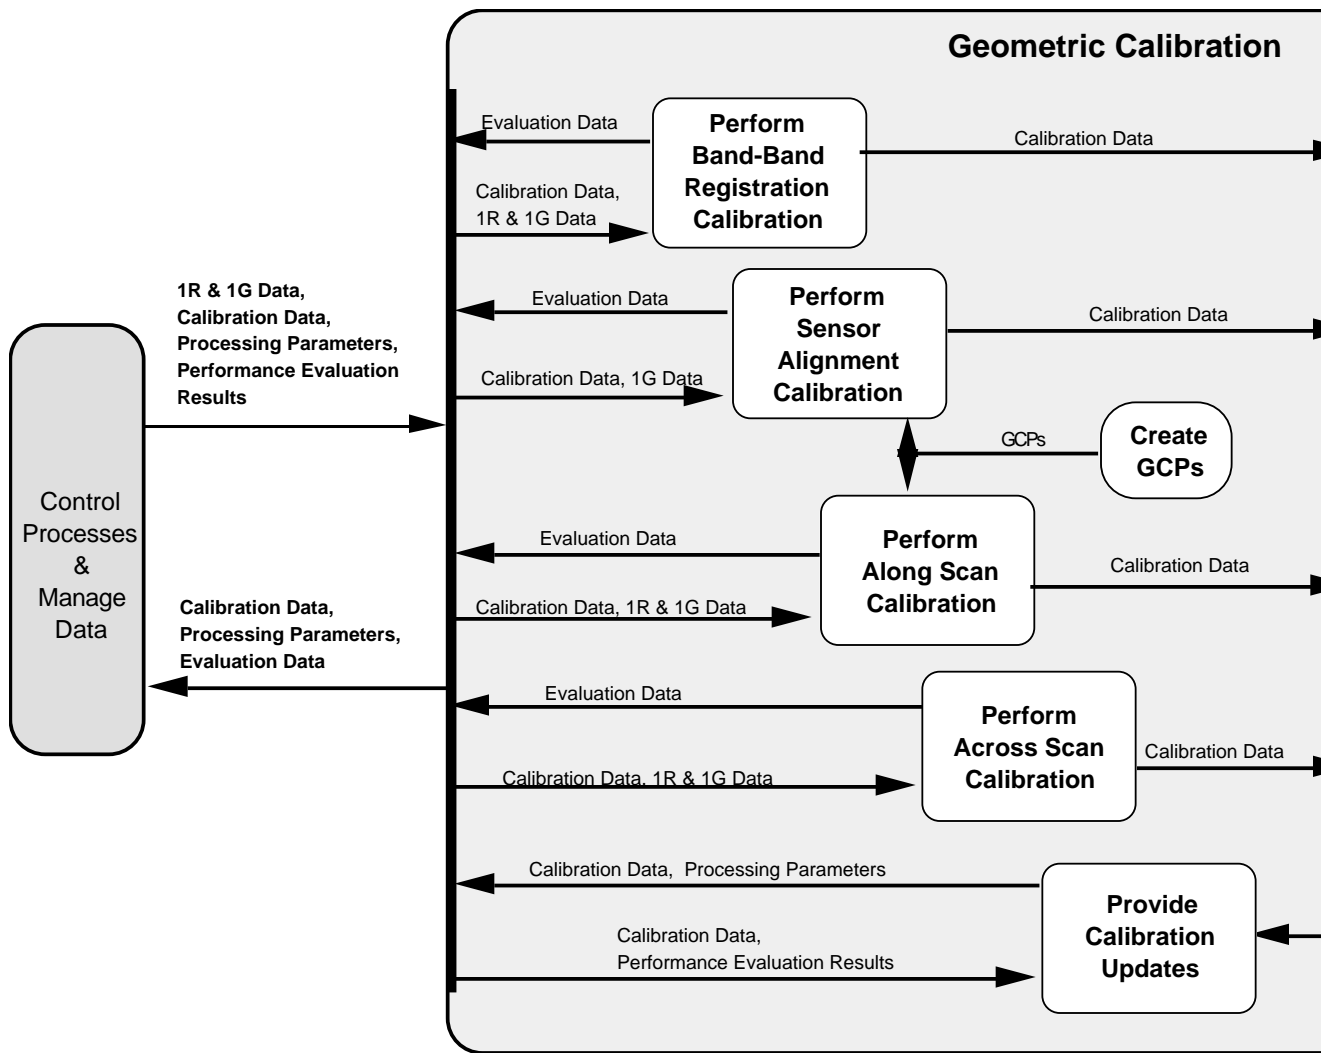 Geometric Calibration
Evaluation Data
Perform
Band-Band
Registration
Calibration
Calibration Data
Calibration Data,
1R & 1G Data
1R & 1G Data,
Calibration Data,
Processing Parameters,
Performance Evaluation
Results
Evaluation Data
Perform
Sensor
Alignment
Calibration
Calibration Data
Calibration Data, 1G Data
GCPs
Create
GCPs
Control
Processes
&
Manage
Data
Evaluation Data
Perform
Along Scan
Calibration
Calibration Data
Calibration Data, 1R & 1G Data
Calibration Data,
Processing Parameters,
Evaluation Data
Evaluation Data
Perform
Across Scan
Calibration
Calibration Data
Calibration Data, 1R & 1G Data
Calibration Data,  Processing Parameters
Provide
Calibration
Updates
Calibration Data,
Performance Evaluation Results